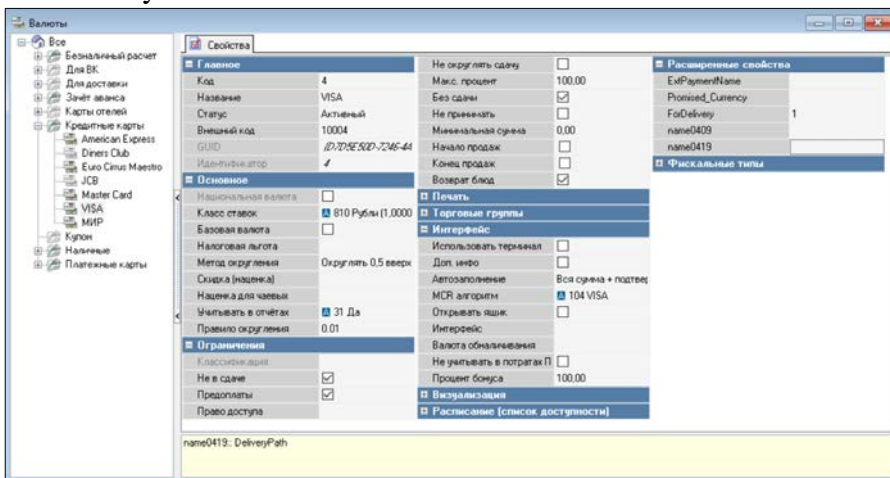 Валюты
Все
Безналичный расчет
Для ВК
Для доставки
Зачёт аванса
Карты отелей
Кредитные карты
American Express
Diners Club
Euro Cirrus Maestro
JCB
Master Card
VISA
МИР
Купон
Наличные
Платежные карты
Свойства
Главное
Код 4
Название VISA
Статус Активный
Внешний код 10004
GUID
Идентификатор 4
Основное
Национальная валюта
Класс ставок 810 Рубли (1,0000
Базовая валюта
Налоговая льгота
Метод округления Округлять 0,5 вверх
Скидка (наценка)
Наценка для чаевых
Учитывать в отчётах 31 Да
Правило округления 0.01
Ограничения
Классификация
Не в сдаче
Предоплаты
Право доступа
Не округлять сдачу
Макс. процент 100,00
Без сдачи
Не принимать
Минимальная сумма 0,00
Начало продаж
Конец продаж
Возврат блюд
Печать
Торговые группы
Интерфейс
Использовать терминал
Доп. инфо
Автозаполнение Вся сумма + подтвер
MCR алгоритм 104 VISA
Открывать ящик
Интерфейс
Валюта обналичивания
Не учитывать в потратах П
Процент бонуса 100,00
Визуализация
Расписание (список доступности)
Расширенные свойства
ExtPaymentName
Promised_Currency
ForDelivery 1
name0409
name0419
Фискальные типы
name0419:: DeliveryPath